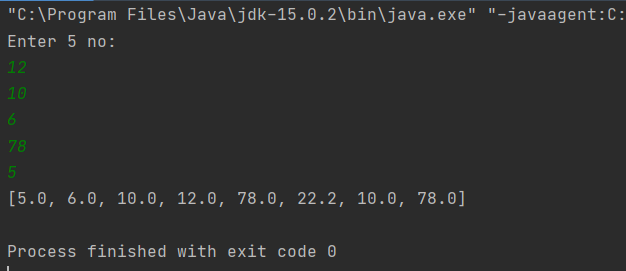 "C:\Program Files\Java\jdk-15.0.2\bin\java.exe" "-javaagent:C:
Enter 5 no:
12
10
6
78
5
[5.0, 6.0, 10.0, 12.0, 78.0, 22.2, 10.0, 78.0]
Process finished with exit code 0